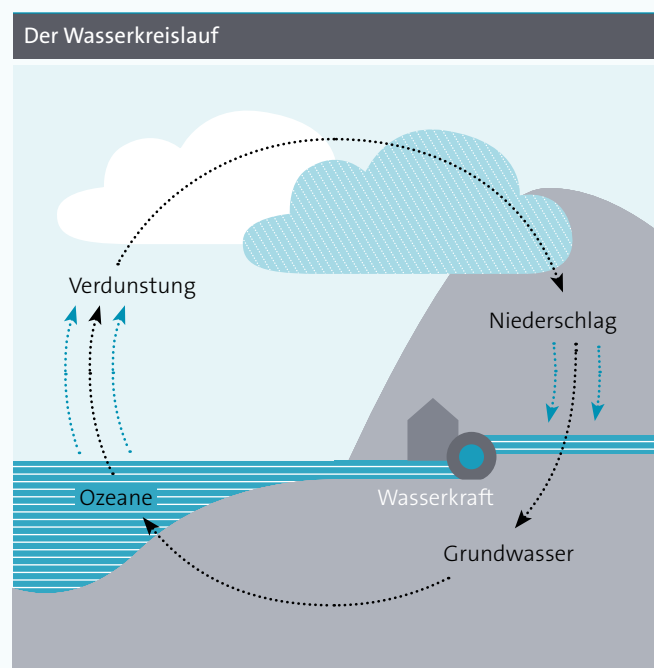 Der Wasserkreislauf
Verdunstung
Niederschlag
Ozeane
Wasserkraft
Grundwasser